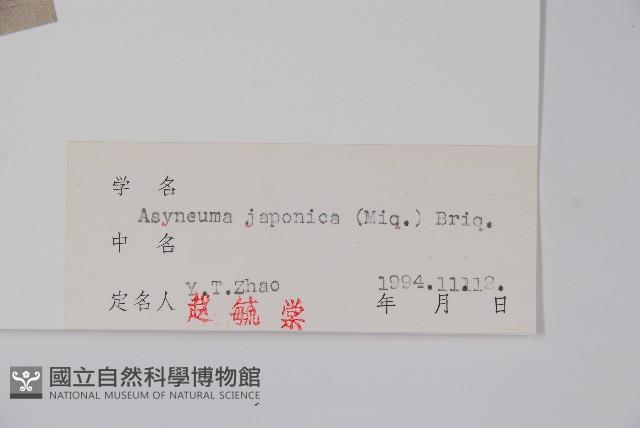 学 名
Asyneuma japonica (Miq.) Briq.
中 名
定名人 Y.T.Zhao 1994.11.12.
赵毓棠 年 月 日
國立自然科學博物館
NATIONAL MUSEUM OF NATURAL SCIENCE